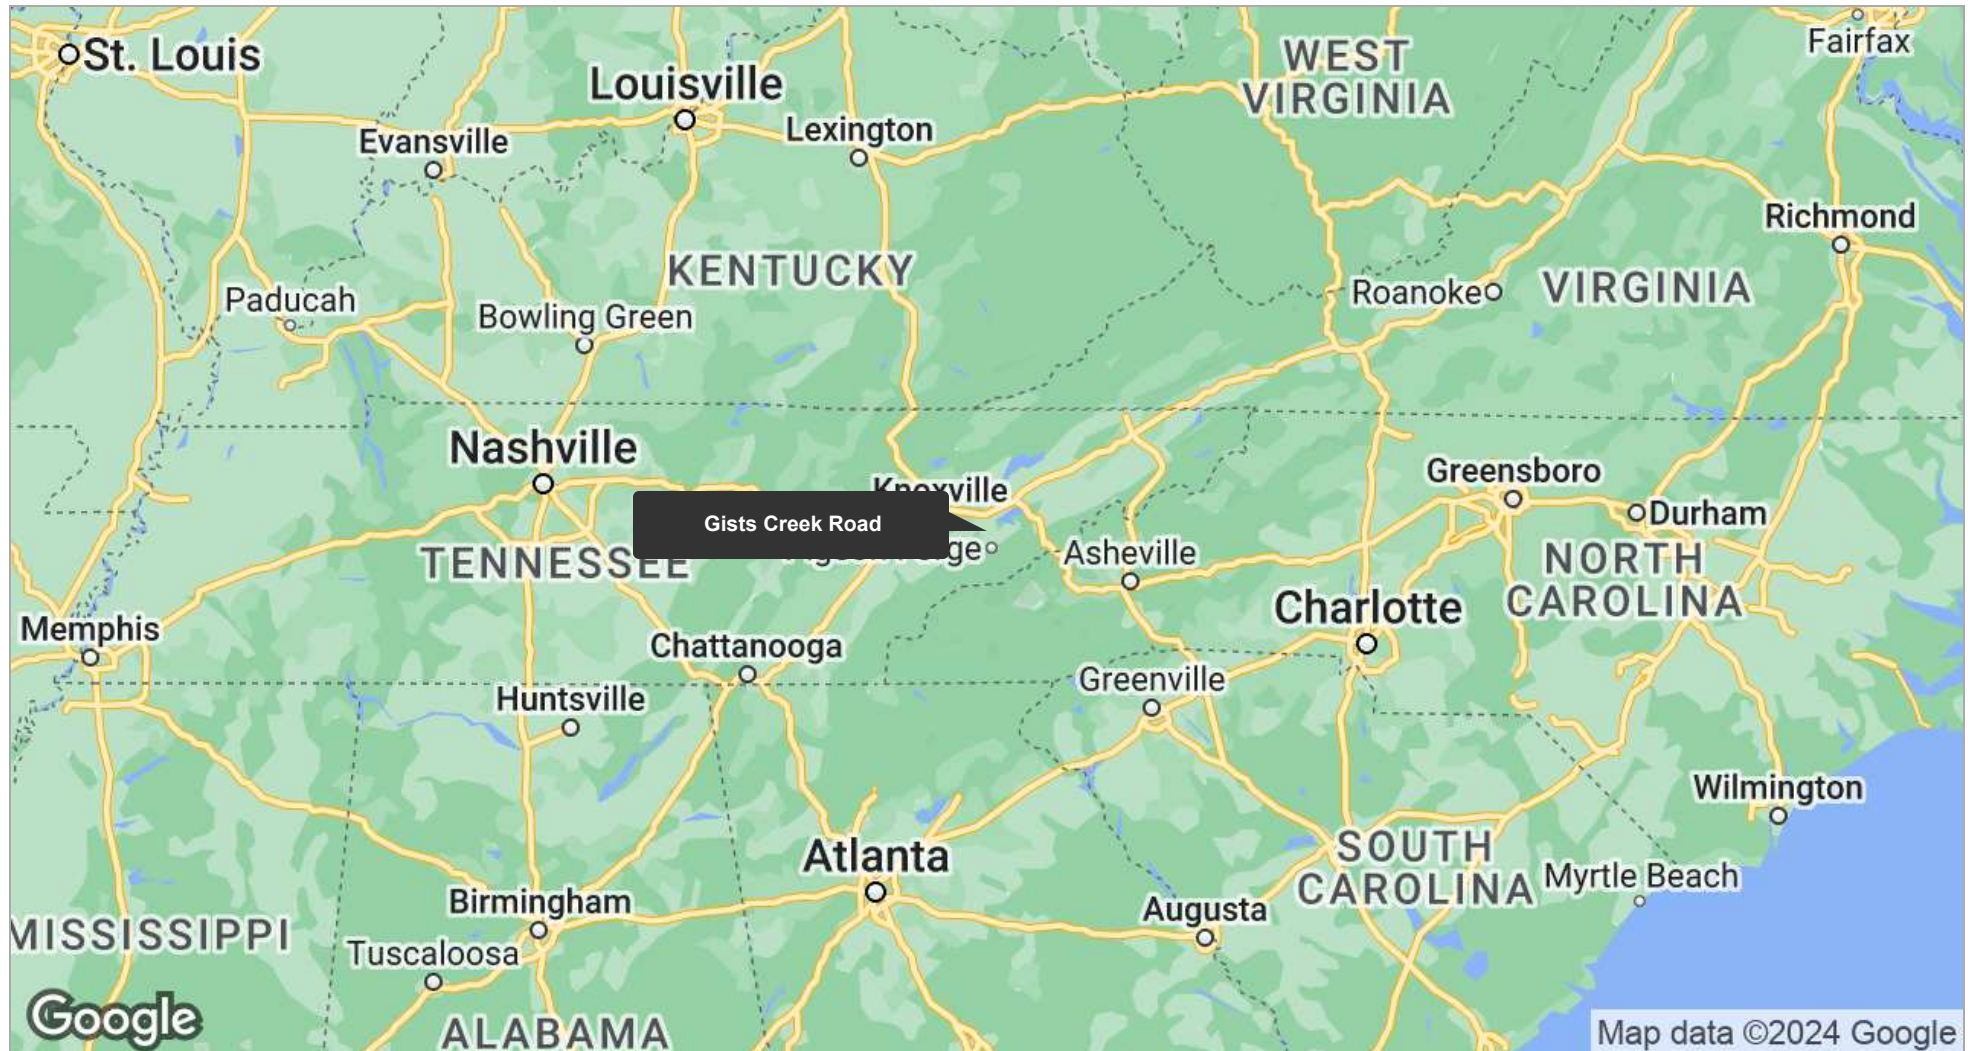 St. Louis
Louisville
Lexington
Evansville
WEST
VIRGINIA
Fairfax
Richmond
KENTUCKY
Paducah
Bowling Green
Roanoke
VIRGINIA
Nashville
Knoxville
Gists Creek Road
Greensboro
Durham
TENNESSEE
Asheville
NORTH
CAROLINA
Charlotte
Memphis
Chattanooga
Greenville
Huntsville
Wilmington
Atlanta
SOUTH
CAROLINA
Myrtle Beach
Birmingham
Augusta
MISSISSIPPI
Tuscaloosa
Google
ALABAMA
Map data ©2024 Google